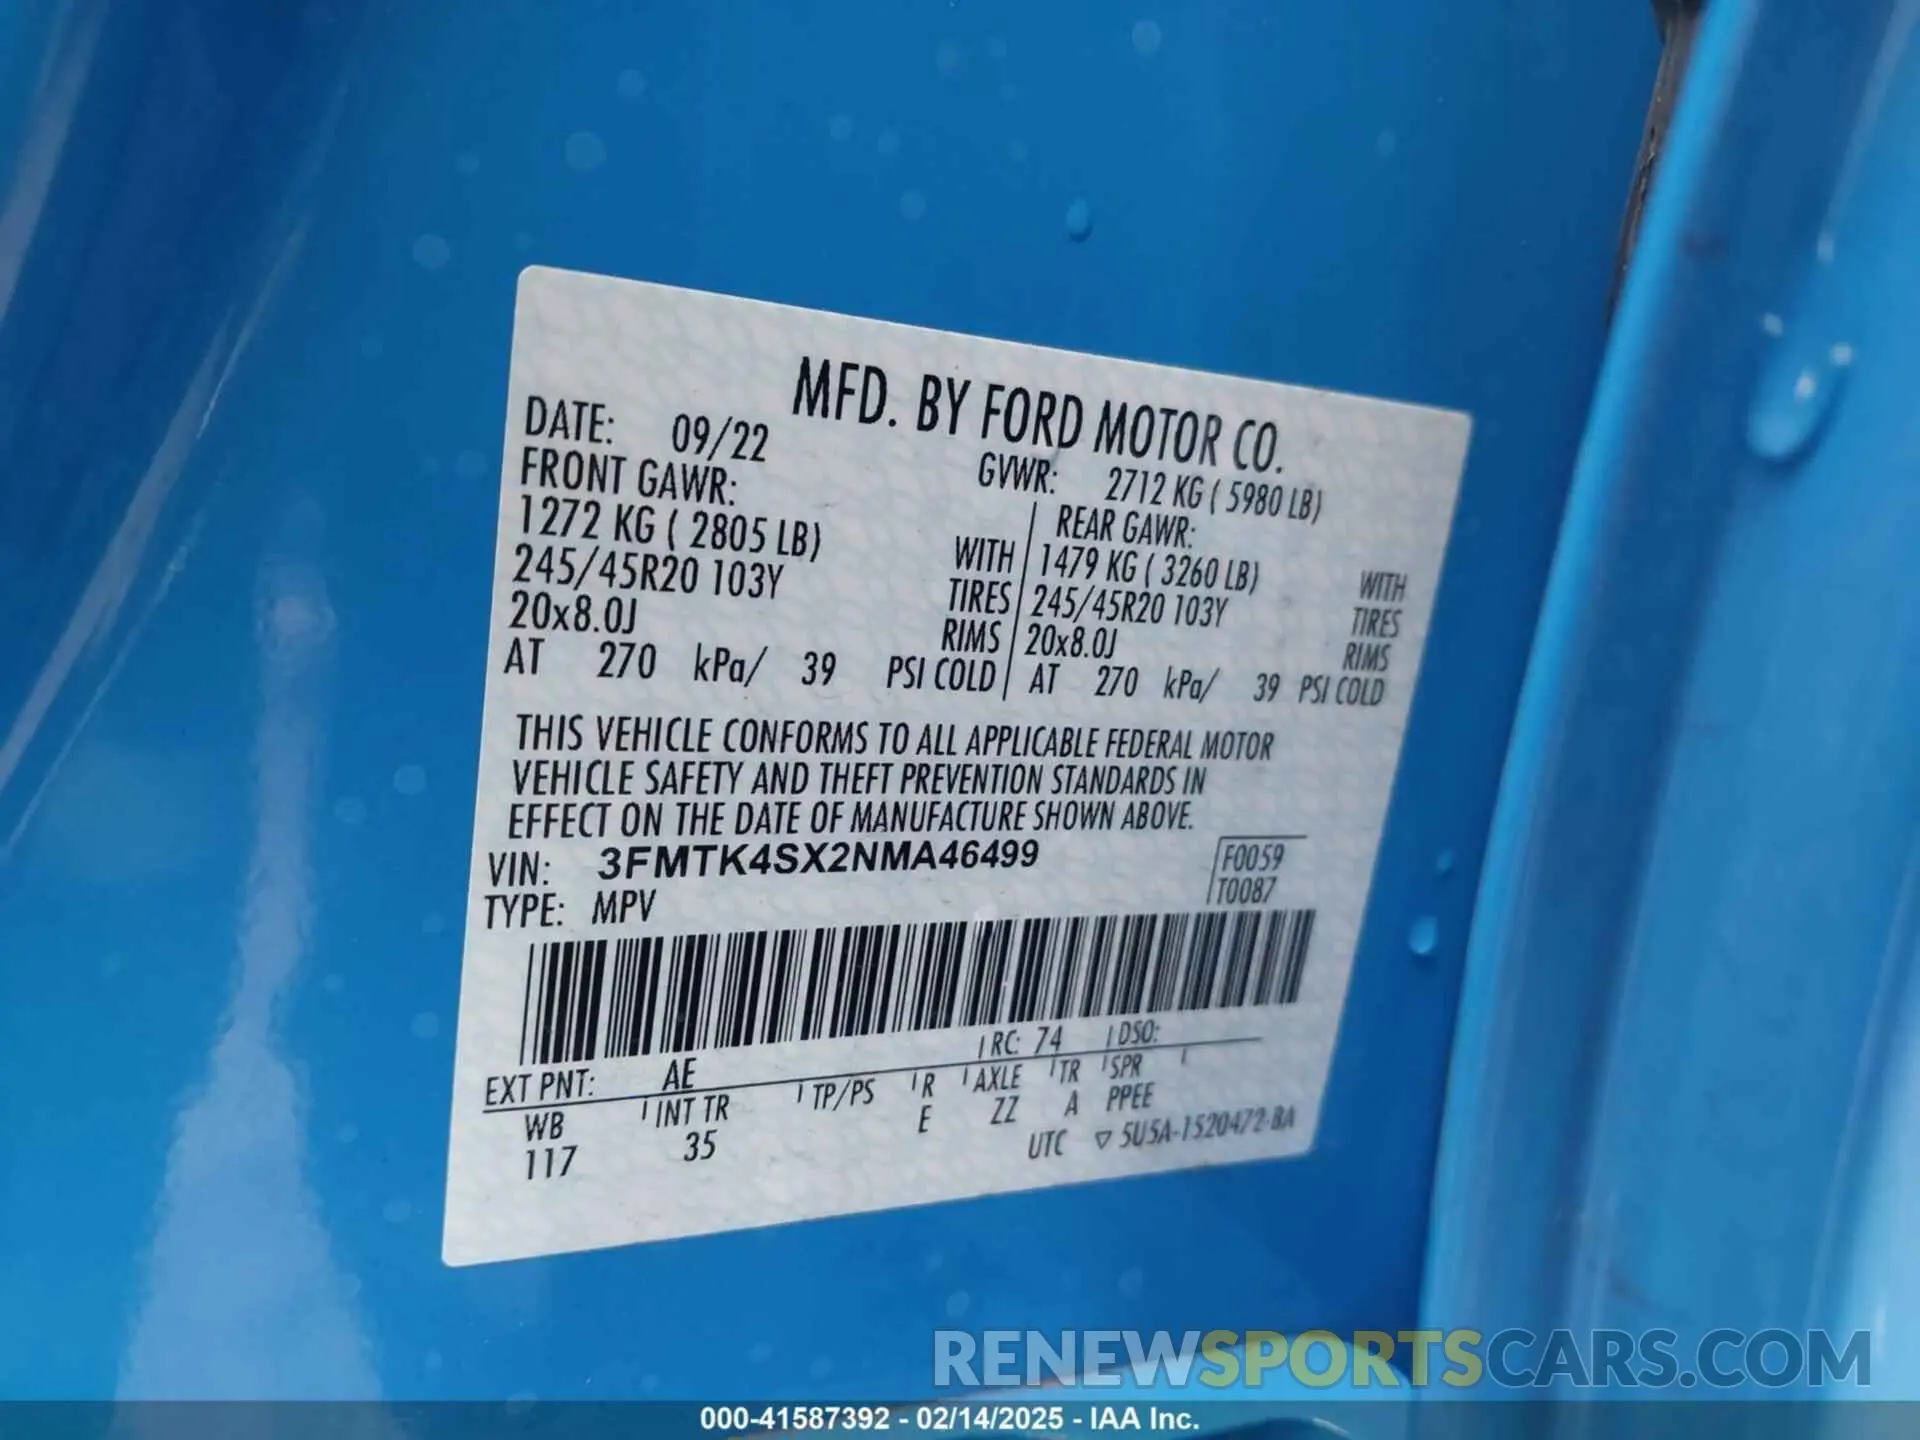 MFD. BY FORD MOTOR CO.
DATE: 09/22 GVWR: 2712 KG ( 5980 LB)
FRONT GAWR: REAR GAWR:
1272 KG ( 2805 LB) WITH 1479 KG ( 3260 LB) WITH
245/45R20 103Y TIRES 245/45R20 103Y TIRES
20x8.0J RIMS 20x8.0J RIMS
AT 270 kPa/ 39 PSI COLD AT 270 kPa/ 39 PSI COLD
THIS VEHICLE CONFORMS TO ALL APPLICABLE FEDERAL MOTOR
VEHICLE SAFETY AND THEFT PREVENTION STANDARDS IN
EFFECT ON THE DATE OF MANUFACTURE SHOWN ABOVE.
VIN: 3FMTK4SX2NMA46499 F0059
TYPE: MPV T0087
EXT PNT: AE RC: 74 DSO:
WB INT TR TP/PS R AXLE TR SPR
117 35 E ZZ A PPEE
UTC ▽ 5U5A-1520472-BA
RENEWSPORTSCARS.COM
000-41587392 - 02/14/2025 - IAA Inc.